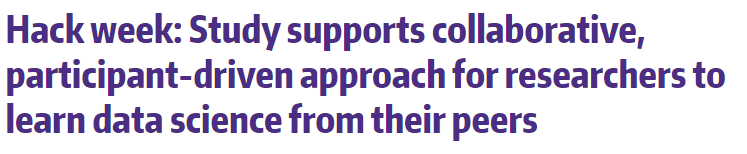 Hack week: Study supports collaborative,
participant-driven approach for researchers to
learn data science from their peers